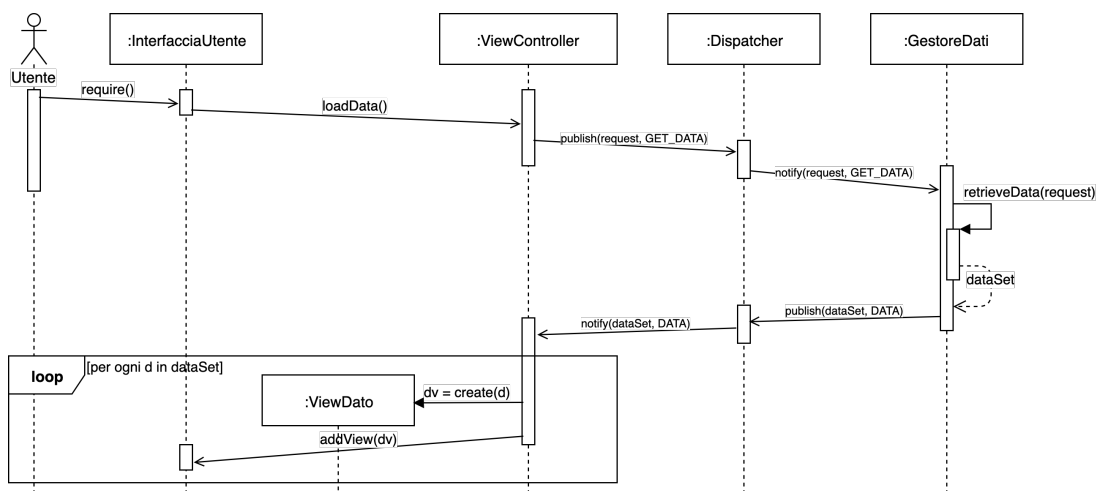 :InterfacciaUtente
:ViewController
:Dispatcher
:GestoreDati
Utente
require()
loadData()
publish(request, GET_DATA)
notify(request, GET_DATA)
retrieveData(request)
dataSet
publish(dataSet, DATA)
notify(dataSet, DATA)
loop
[per ogni d in dataSet]
:ViewDato
dv = create(d)
addView(dv)